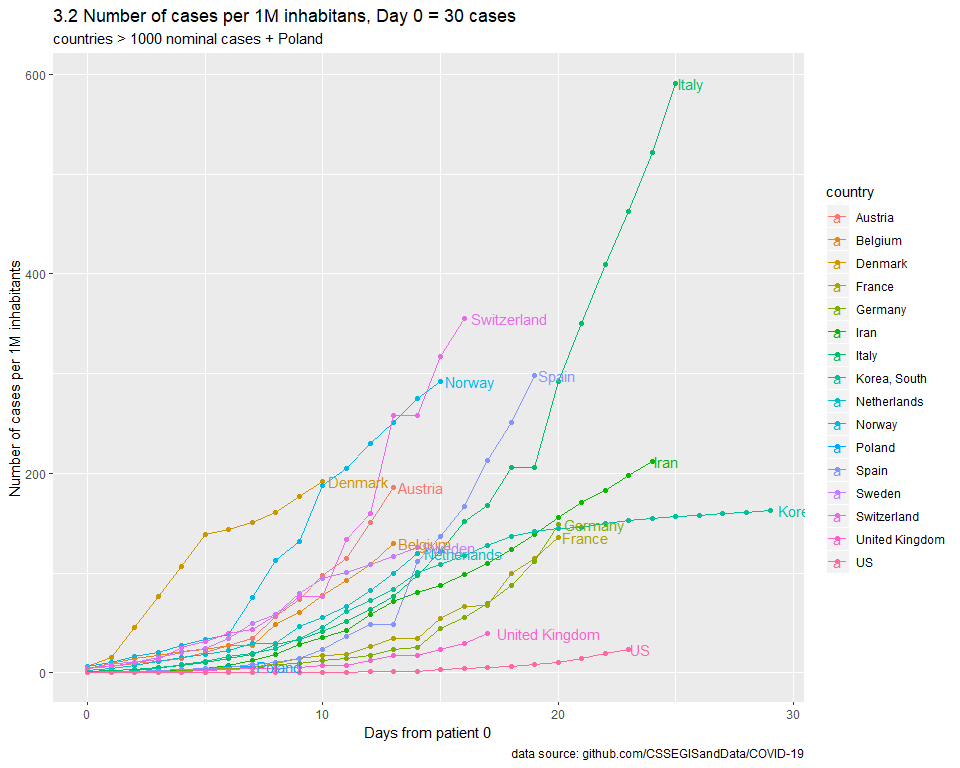 3.2 Number of cases per 1M inhabitans, Day 0 = 30 cases
countries > 1000 nominal cases + Poland
600
400
200
0
Number of cases per 1M inhabitants
Italy
Switzerland
Norway
Spain
Denmark
Austria
Iran
Kore
Germany
France
Belgium
Sweden
Netherlands
United Kingdom
US
Poland
0
10
20
30
Days from patient 0
data source: github.com/CSSEGISandData/COVID-19
country
a Austria
a Belgium
a Denmark
a France
a Germany
a Iran
a Italy
a Korea, South
a Netherlands
a Norway
a Poland
a Spain
a Sweden
a Switzerland
a United Kingdom
a US